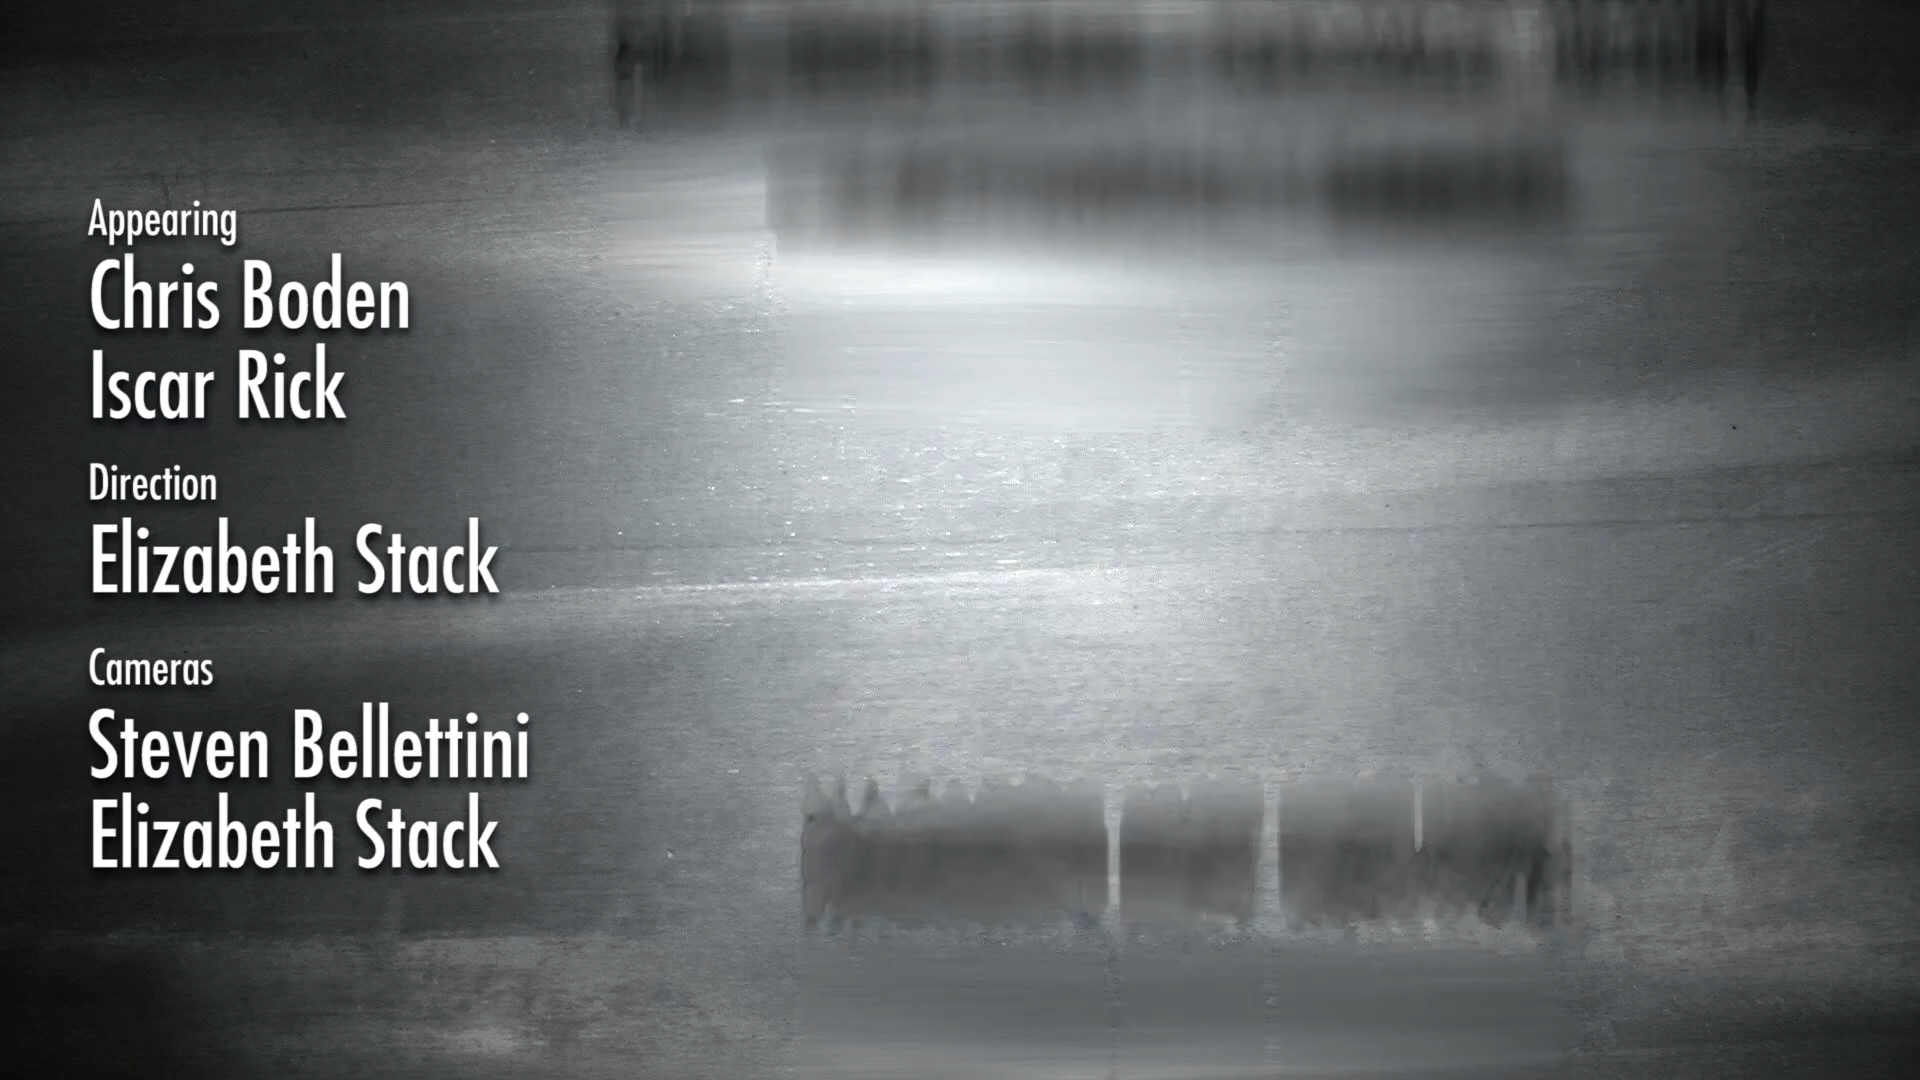 Appearing
Chris Boden
Iscar Rick
Direction
Elizabeth Stack
Cameras
Steven Bellettini
Elizabeth Stack